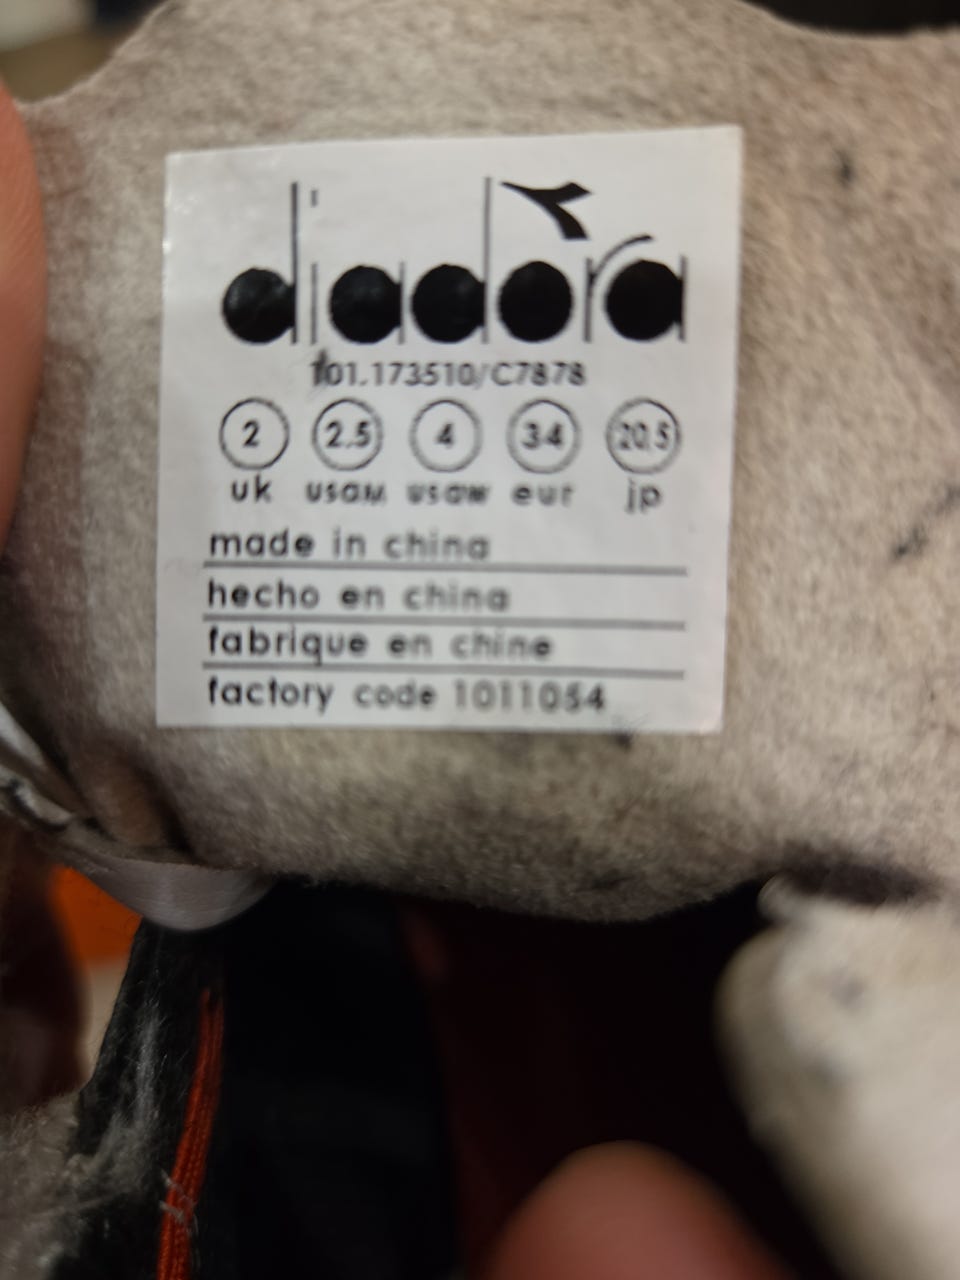 diadora
101.173510/C7878
2 2.5 4 34 20.5
uk usam usaw eur jp
made in china
hecho en china
fabrique en chine
factory code 1011054